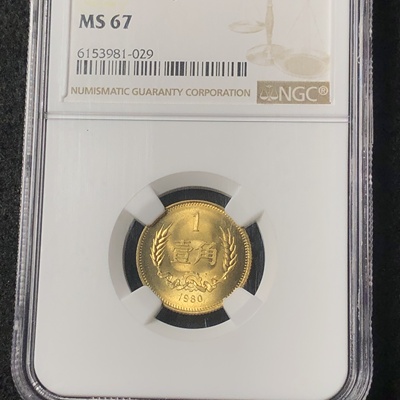 MS 67
6153981-029
NUMISMATIC GUARANTY CORPORATION
NGC®
1
壹角
1980